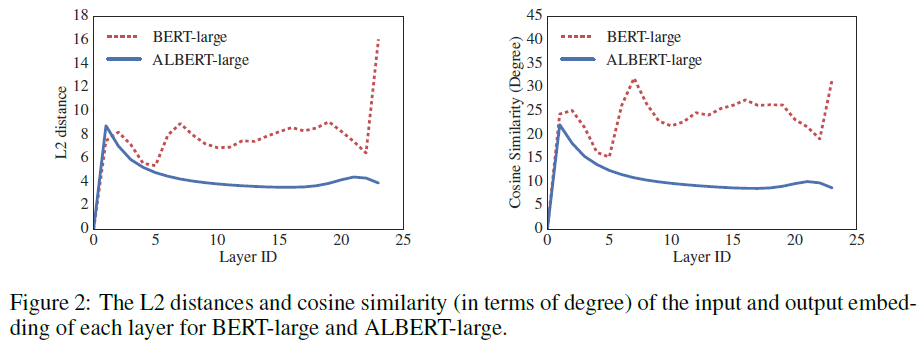 18
16
14
12
10
8
6
4
2
0
L2 distance
BERT-large
ALBERT-large
0 5 10 15 20 25
Layer ID
45
40
35
30
25
20
15
10
5
0
Cosine Similarity (Degree)
BERT-large
ALBERT-large
0 5 10 15 20 25
Layer ID
Figure 2: The L2 distances and cosine similarity (in terms of degree) of the input and output embed-
ding of each layer for BERT-large and ALBERT-large.